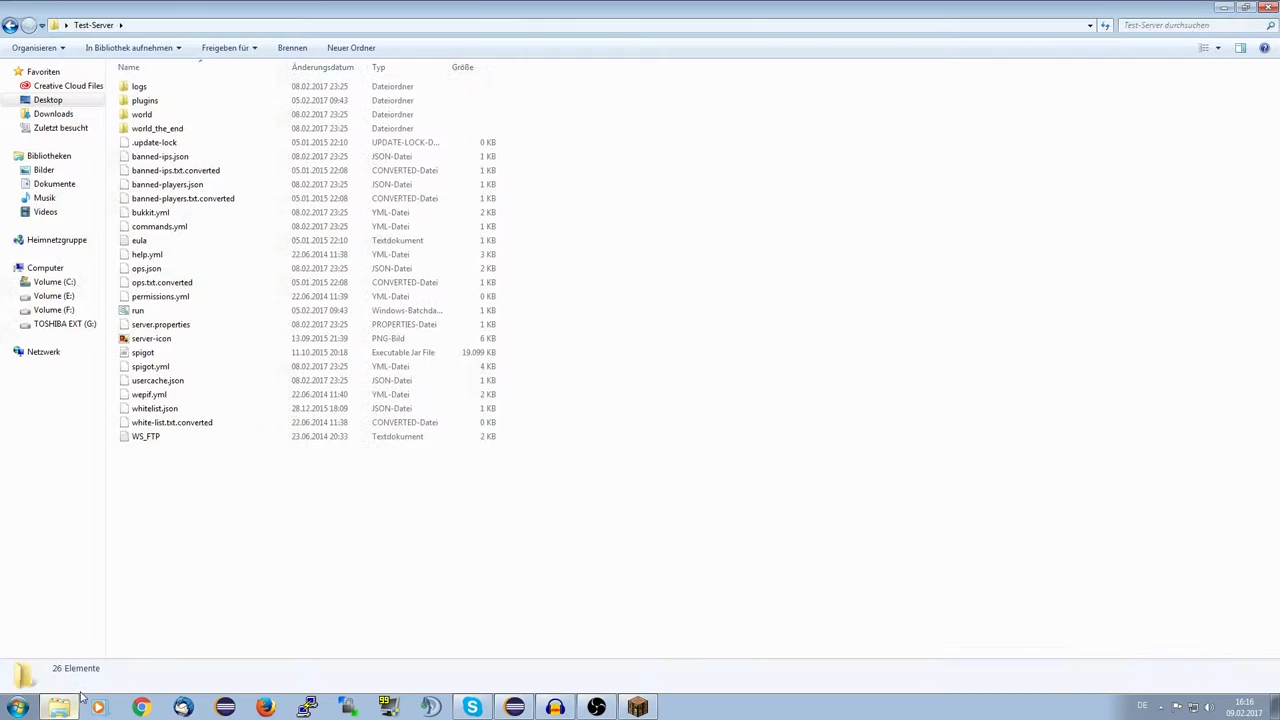 Test-Server
Test-Server durchsuchen
Organisieren In Bibliothek aufnehmen Freigeben für Brennen Neuer Ordner
Name Änderungsdatum Typ Größe
Favoriten
Creative Cloud Files
Desktop
Downloads
Zuletzt besucht
Bibliotheken
Bilder
Dokumente
Musik
Videos
Heimnetzgruppe
Computer
Volume (C:)
Volume (E:)
Volume (F:)
TOSHIBA EXT (G:)
Netzwerk
logs 08.02.2017 23:25 Dateiordner
plugins 05.02.2017 09:43 Dateiordner
world 08.02.2017 23:25 Dateiordner
world_the_end 08.02.2017 23:25 Dateiordner
.update-lock 05.01.2015 22:10 UPDATE-LOCK-D... 0 KB
banned-ips.json 08.02.2017 23:25 JSON-Datei 1 KB
banned-ips.txt.converted 05.01.2015 22:08 CONVERTED-Datei 1 KB
banned-players.json 08.02.2017 23:25 JSON-Datei 1 KB
banned-players.txt.converted 05.01.2015 22:08 CONVERTED-Datei 1 KB
bukkit.yml 08.02.2017 23:25 YML-Datei 2 KB
commands.yml 08.02.2017 23:25 YML-Datei 1 KB
eula 05.01.2015 22:10 Textdokument 1 KB
help.yml 22.06.2014 11:38 YML-Datei 3 KB
ops.json 08.02.2017 23:25 JSON-Datei 2 KB
ops.txt.converted 05.01.2015 22:08 CONVERTED-Datei 1 KB
permissions.yml 22.06.2014 11:39 YML-Datei 0 KB
run 05.02.2017 09:43 Windows-Batchda... 1 KB
server.properties 08.02.2017 23:25 PROPERTIES-Datei 1 KB
server-icon 13.09.2015 21:39 PNG-Bild 6 KB
spigot 11.10.2015 20:18 Executable Jar File 19.099 KB
spigot.yml 08.02.2017 23:25 YML-Datei 4 KB
usercache.json 08.02.2017 23:25 JSON-Datei 1 KB
wepif.yml 22.06.2014 11:40 YML-Datei 2 KB
whitelist.json 28.12.2015 18:09 JSON-Datei 1 KB
white-list.txt.converted 22.06.2014 11:38 CONVERTED-Datei 0 KB
WS_FTP 23.06.2014 20:33 Textdokument 2 KB
26 Elemente
99
DE
16:16
09.02.2017